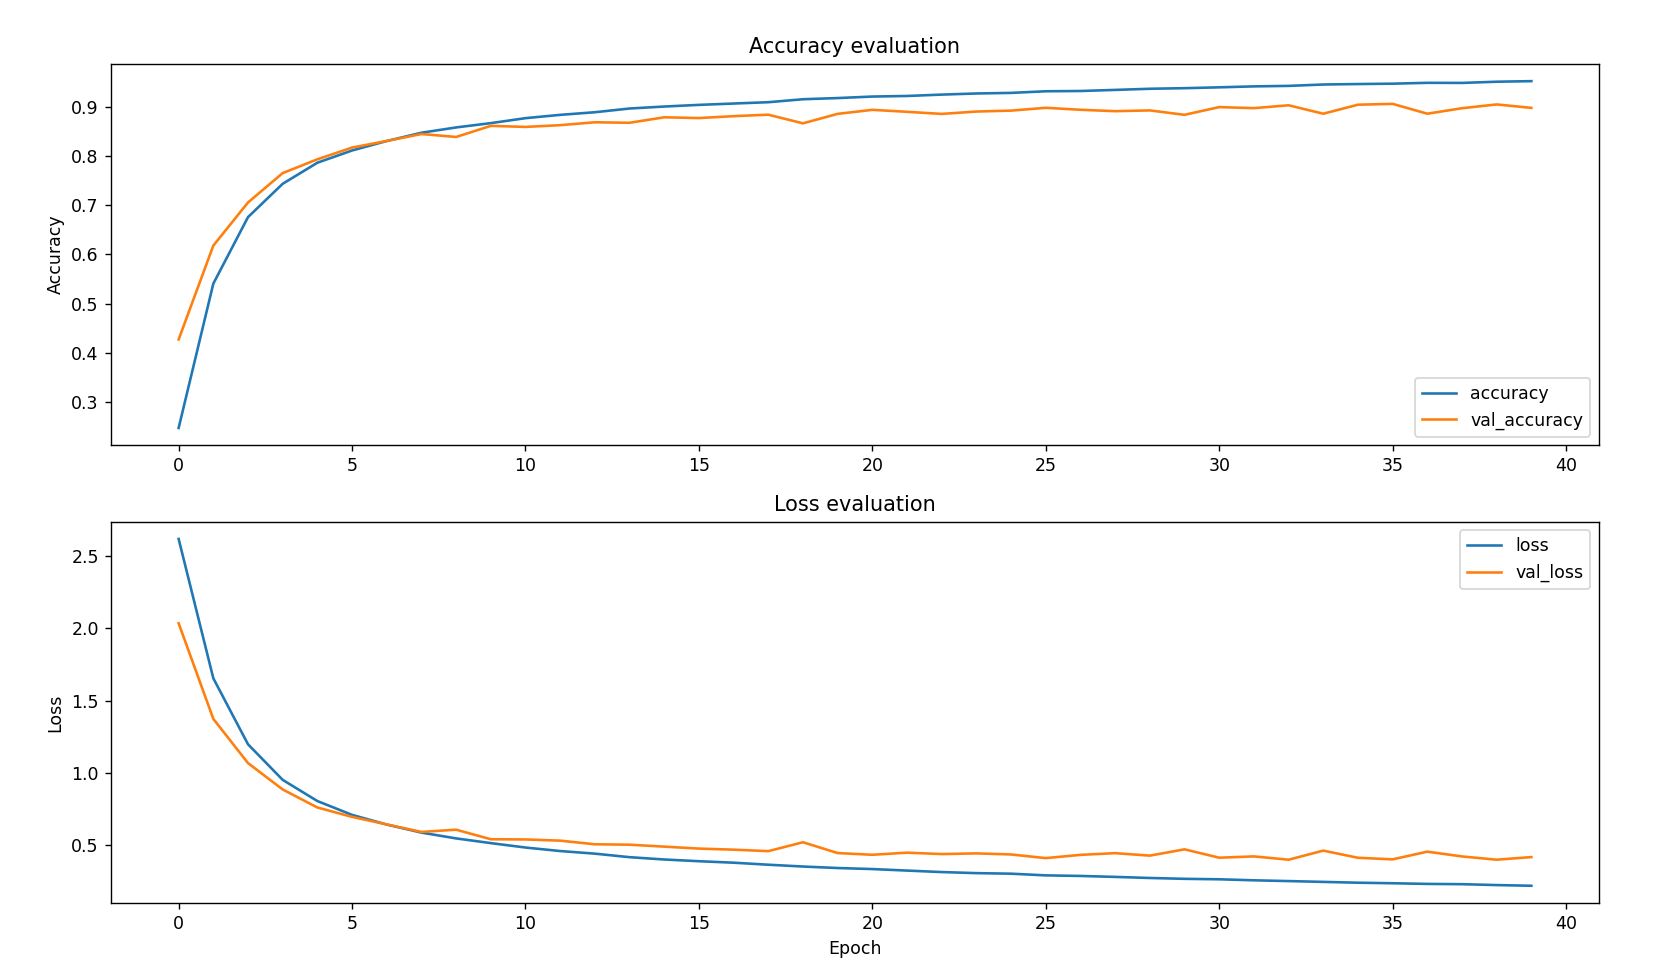 Accuracy evaluation
Accuracy
0.9
0.8
0.7
0.6
0.5
0.4
0.3
accuracy
val_accuracy
0 5 10 15 20 25 30 35 40
Loss evaluation
Loss
2.5
2.0
1.5
1.0
0.5
loss
val_loss
0 5 10 15 20 25 30 35 40
Epoch